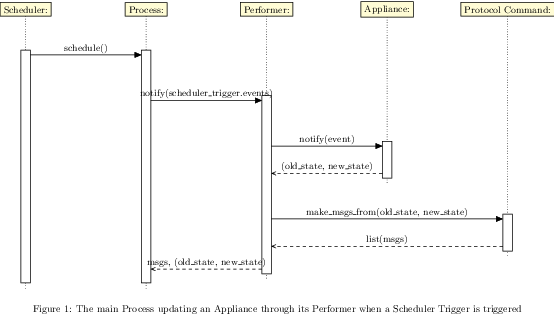 Scheduler: Process: Performer: Appliance: Protocol Command:
schedule()
notify(scheduler_trigger.events)
notify(event)
(old_state, new_state)
make_msgs_from(old_state, new_state)
list(msgs)
msgs, (old_state, new_state)
Figure 1: The main Process updating an Appliance through its Performer when a Scheduler Trigger is triggered